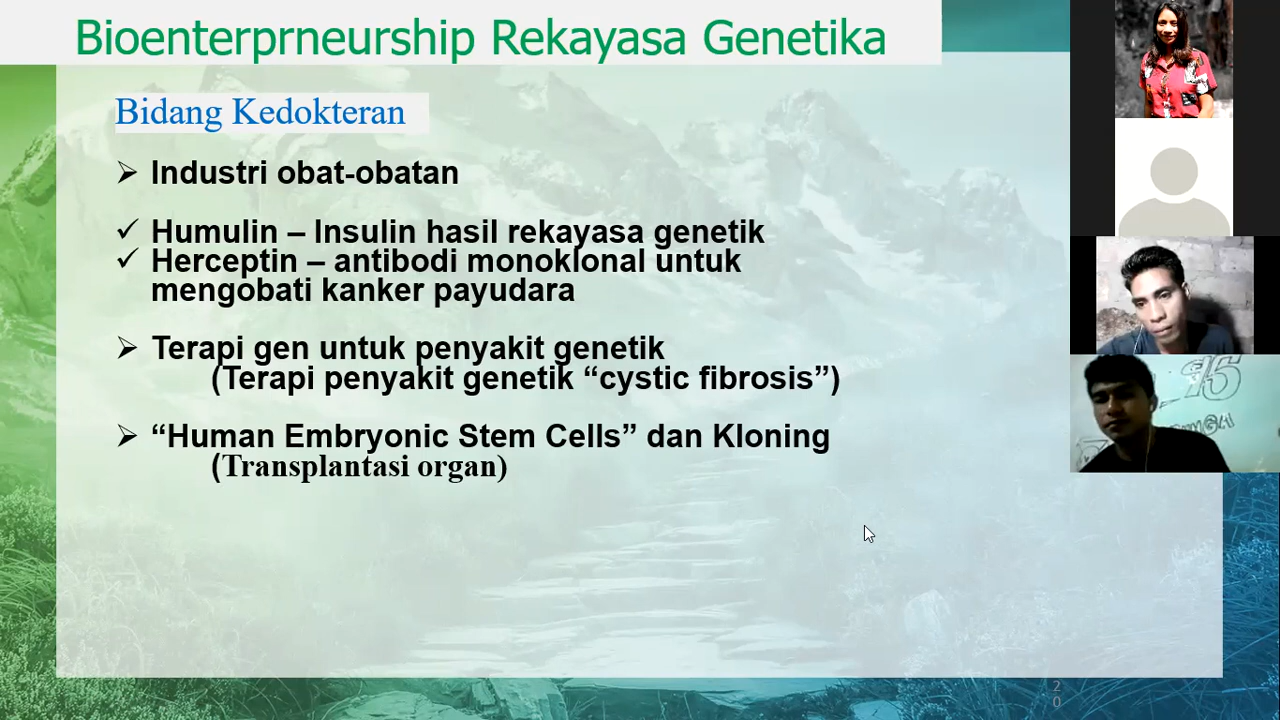 Bioenterprneurship Rekayasa Genetika
Bidang Kedokteran
➢ Industri obat-obatan
✓ Humulin – Insulin hasil rekayasa genetik
✓ Herceptin – antibodi monoklonal untuk
mengobati kanker payudara
➢ Terapi gen untuk penyakit genetik
(Terapi penyakit genetik “cystic fibrosis”)
➢ “Human Embryonic Stem Cells” dan Kloning
(Transplantasi organ)
2
0